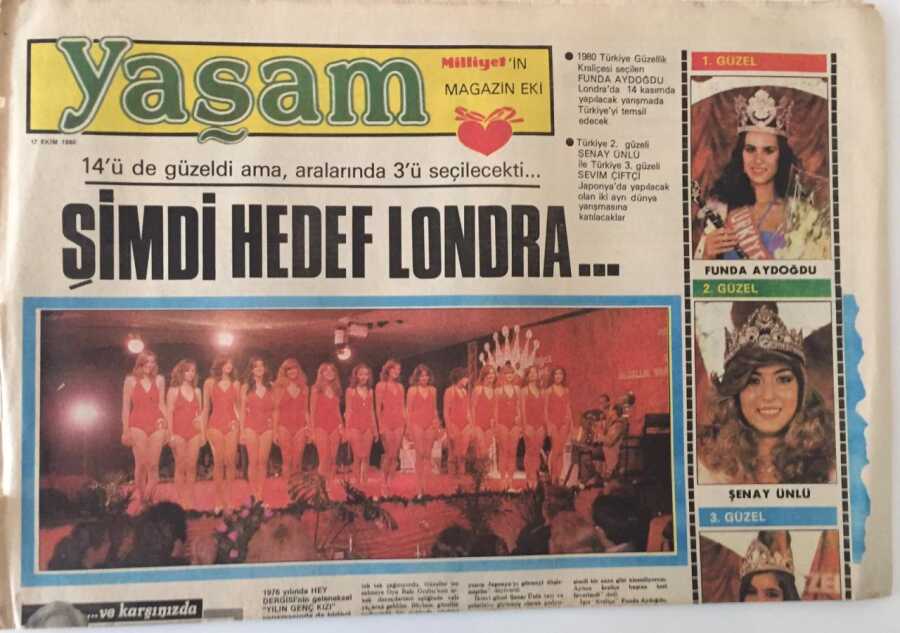 yaşam
Milliyet'İN
MAGAZİN EKİ
17 EKİM 1980
14'ü de güzeldi ama, aralarında 3'ü seçilecekti...
ŞİMDİ HEDEF LONDRA...
● 1980 Türkiye Güzellik
Kraliçesi seçilen
FUNDA AYDOĞDU
Londra'da 14 kasımda
yapılacak yarışmada
Türkiye'yi temsil
edecek.
● Türkiye 2. güzeli
ŞENAY ÜNLÜ
ile Türkiye 3. güzeli
SEVİM ÇİFTÇİ
Japonya'da yapılacak
olan iki ayrı dünya
yarışmasına
katılacaklar
1. GÜZEL
FUNDA AYDOĞDU
2. GÜZEL
ŞENAY ÜNLÜ
3. GÜZEL
...ve karşınızda
1976 yılında HEY
DERGİSİ'nin geleneksel
"YILIN GENÇ KIZI"